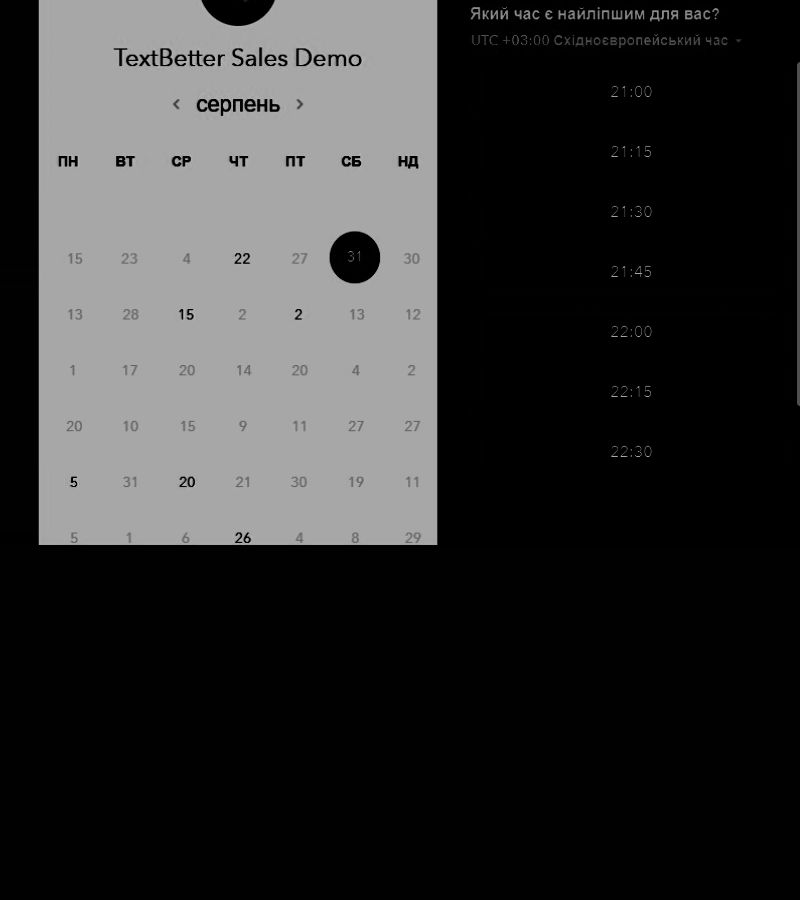 TextBetter Sales Demo
серпень
ПН ВТ СР ЧТ ПТ СБ НД
15 23 4 22 27 31 30
13 28 15 2 2 13 12
1 17 20 14 20 4 2
20 10 15 9 11 27 27
5 31 20 21 30 19 11
5 1 6 26 4 8 29
Який час є найліпшим для вас?
UTC +03:00 Східноєвропейський час
21:00
21:15
21:30
21:45
22:00
22:15
22:30